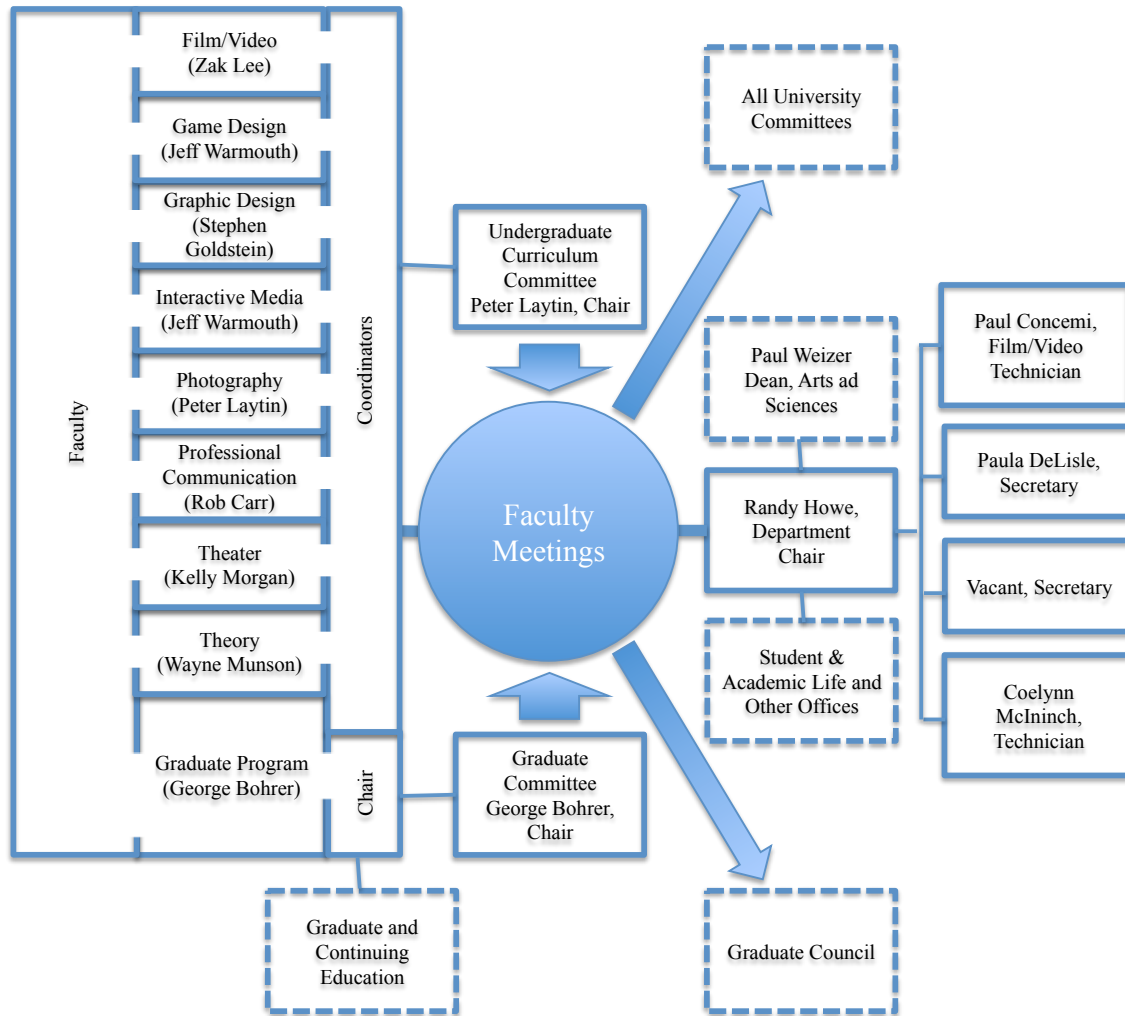 Faculty
Film/Video
(Zak Lee)
Game Design
(Jeff Warmouth)
Graphic Design
(Stephen
Goldstein)
Interactive Media
(Jeff Warmouth)
Photography
(Peter Laytin)
Professional
Communication
(Rob Carr)
Theater
(Kelly Morgan)
Theory
(Wayne Munson)
Graduate Program
(George Bohrer)
Coordinators
Chair
Undergraduate
Curriculum
Committee
Peter Laytin, Chair
Faculty
Meetings
Graduate
Committee
George Bohrer,
Chair
Graduate and
Continuing
Education
All University
Committees
Paul Weizer
Dean, Arts ad
Sciences
Randy Howe,
Department
Chair
Student &
Academic Life and
Other Offices
Graduate Council
Paul Concemi,
Film/Video
Technician
Paula DeLisle,
Secretary
Vacant, Secretary
Coelynn
McIninch,
Technician